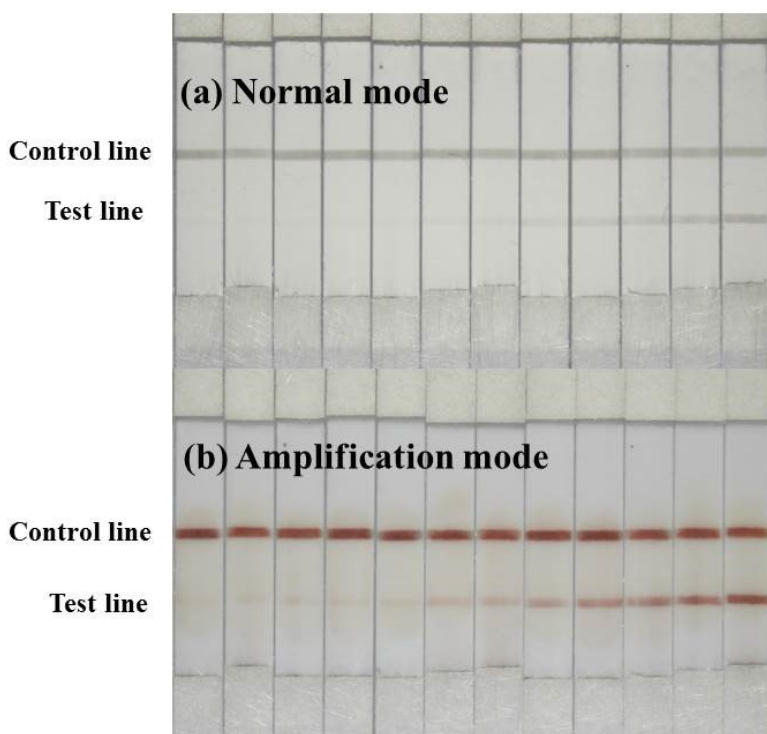 (a) Normal mode
Control line
Test line
(b) Amplification mode
Control line
Test line